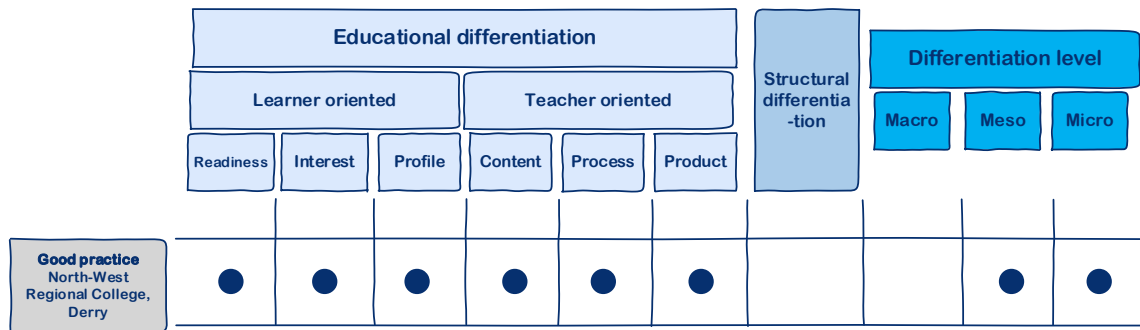 Educational differentiation
Learner oriented
Teacher oriented
Readiness
Interest
Profile
Content
Process
Product
Structural
differentia
-tion
Differentiation level
Macro
Meso
Micro
Good practice
North-West
Regional College,
Derry